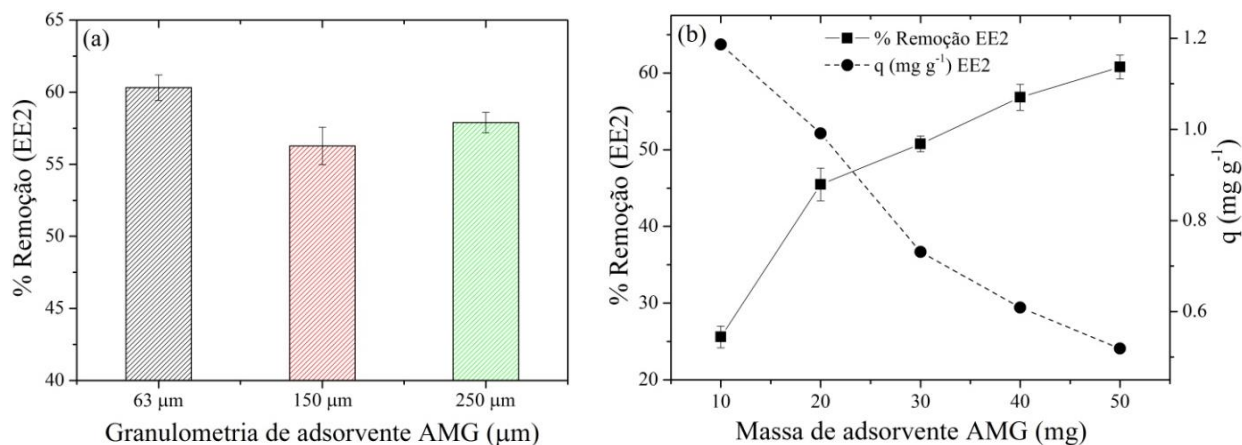 (a)
% Remoção (EE2)
65
60
55
50
45
40
63 μm
150 μm
250 μm
Granulometria de adsorvente AMG (μm)
(b)
% Remoção EE2
q (mg g⁻¹) EE2
% Remoção (EE2)
60
50
40
30
20
1.2
1.0
0.8
0.6
q (mg g⁻¹)
10
20
30
40
50
Massa de adsorvente AMG (mg)